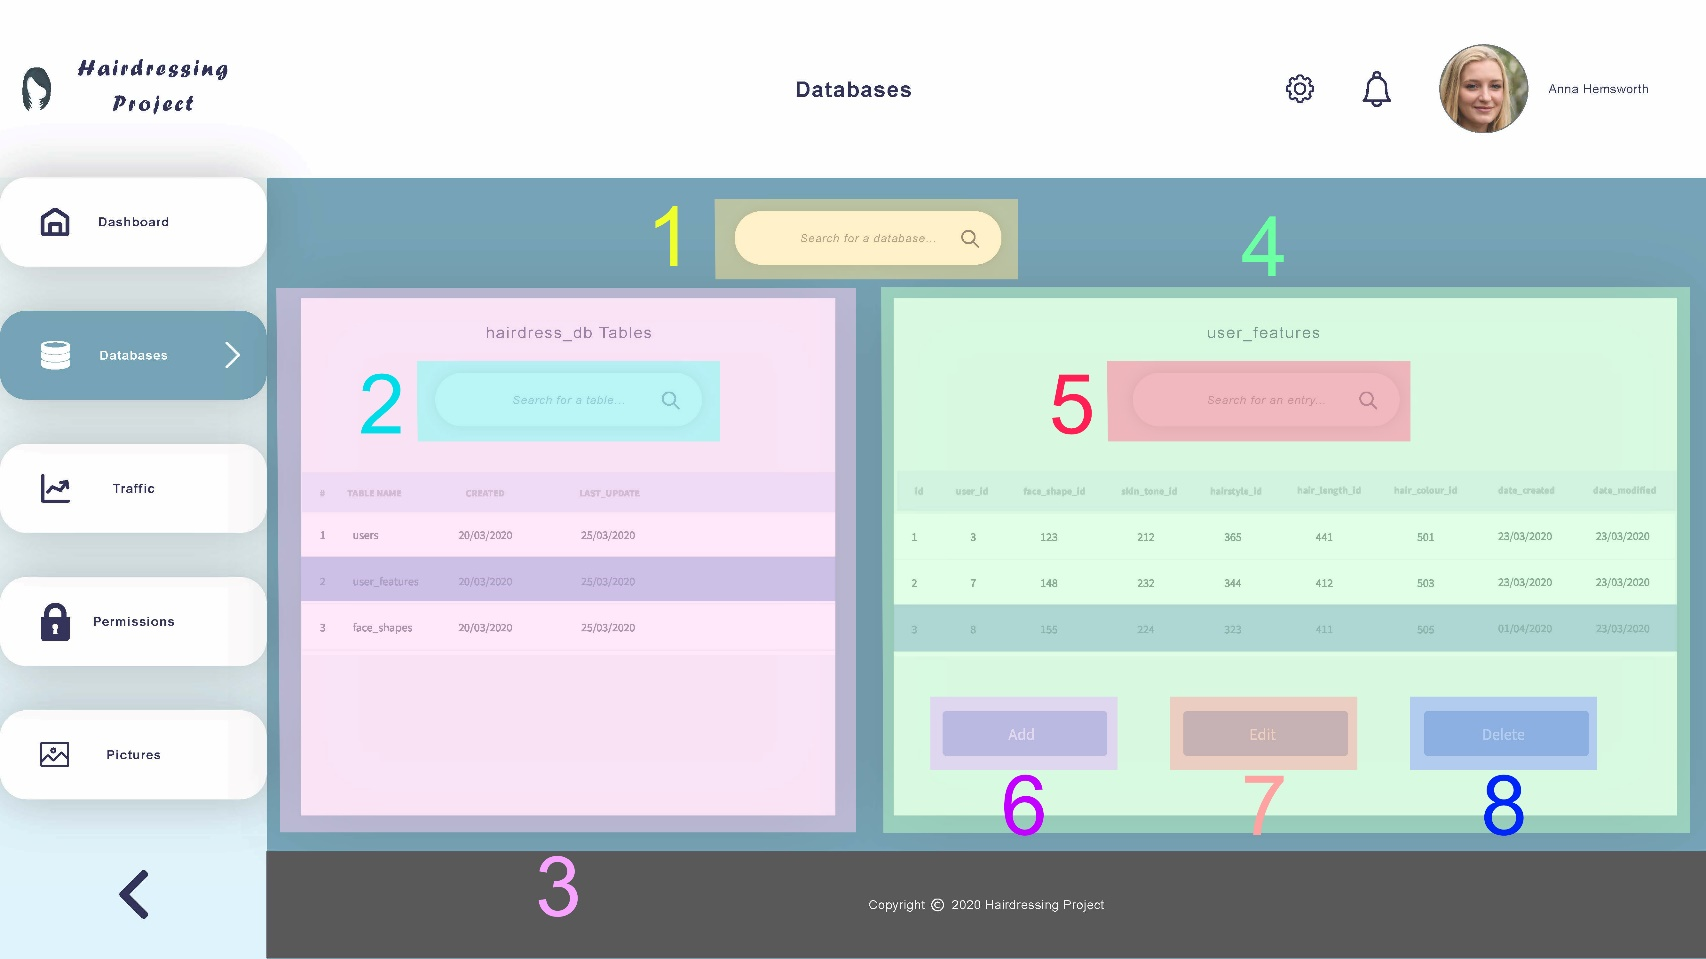 Hairdressing
Project
Databases
Anna Hemsworth
Dashboard
Databases
Traffic
Permissions
Pictures
1
Search for a database...
4
hairdress_db Tables
2
Search for a table...
# TABLE NAME CREATED LAST_UPDATE
1 users 20/03/2020 25/03/2020
2 user_features 20/03/2020 25/03/2020
3 face_shapes 20/03/2020 25/03/2020
3
user_features
5
Search for an entry...
id user_id face_shape_id skin_tone_id hairstyle_id hair_length_id hair_colour_id date_created date_modified
1 3 123 212 365 441 501 23/03/2020 23/03/2020
2 7 148 232 344 412 503 23/03/2020 23/03/2020
3 8 155 224 323 411 505 01/04/2020 23/03/2020
Add Edit Delete
6 7 8
Copyright © 2020 Hairdressing Project